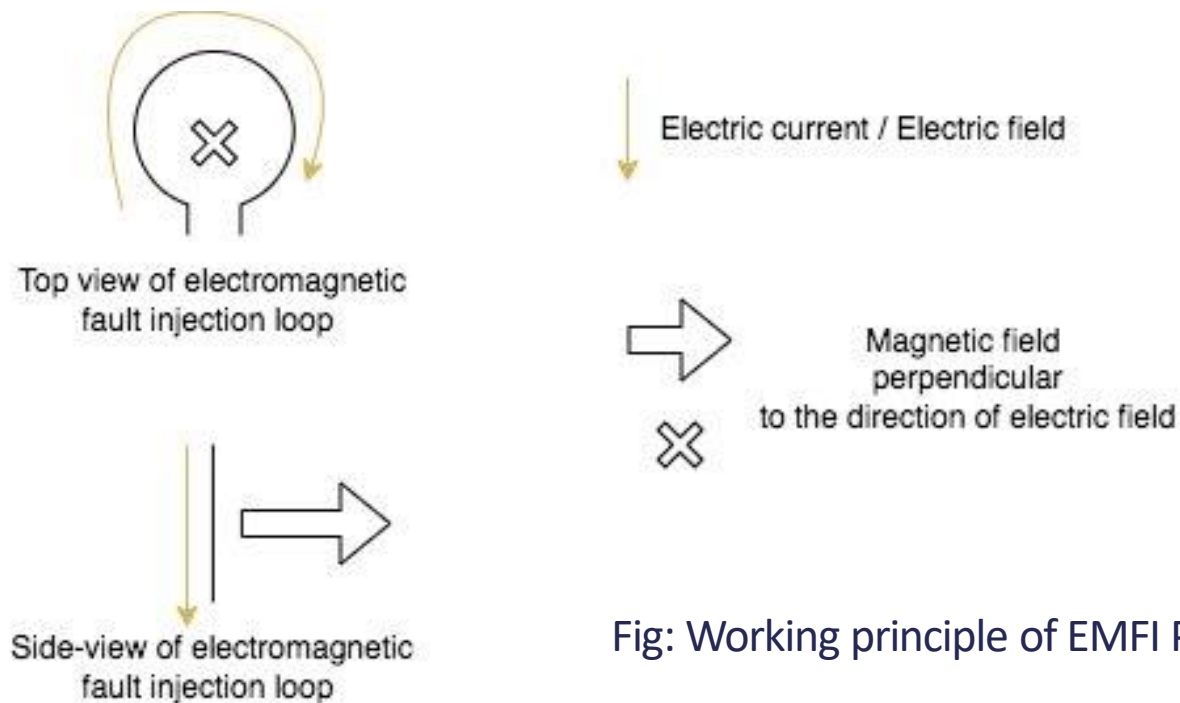 Electric current / Electric field
Top view of electromagnetic
fault injection loop
Magnetic field
perpendicular
to the direction of electric field
Side-view of electromagnetic
fault injection loop
Fig: Working principle of EMFI